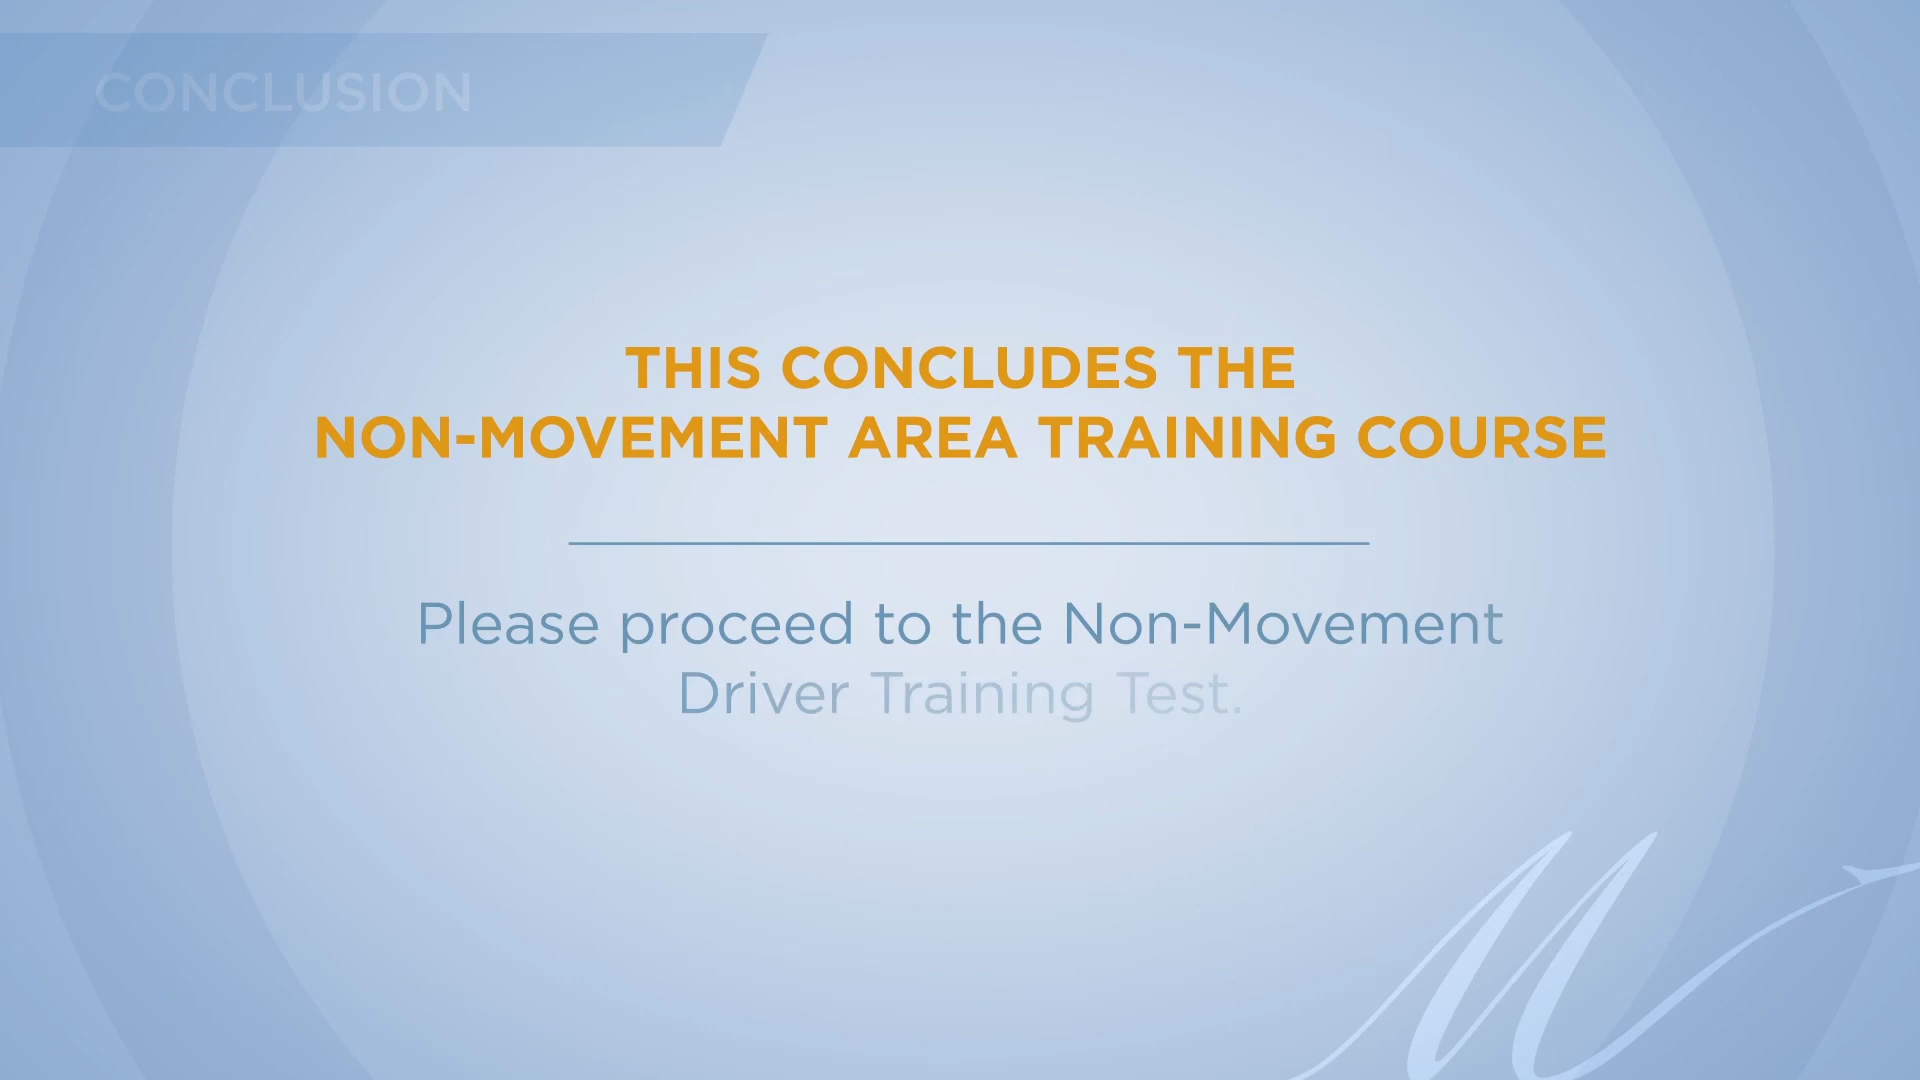 CONCLUSION
THIS CONCLUDES THE
NON-MOVEMENT AREA TRAINING COURSE
Please proceed to the Non-Movement
Driver Training Test.